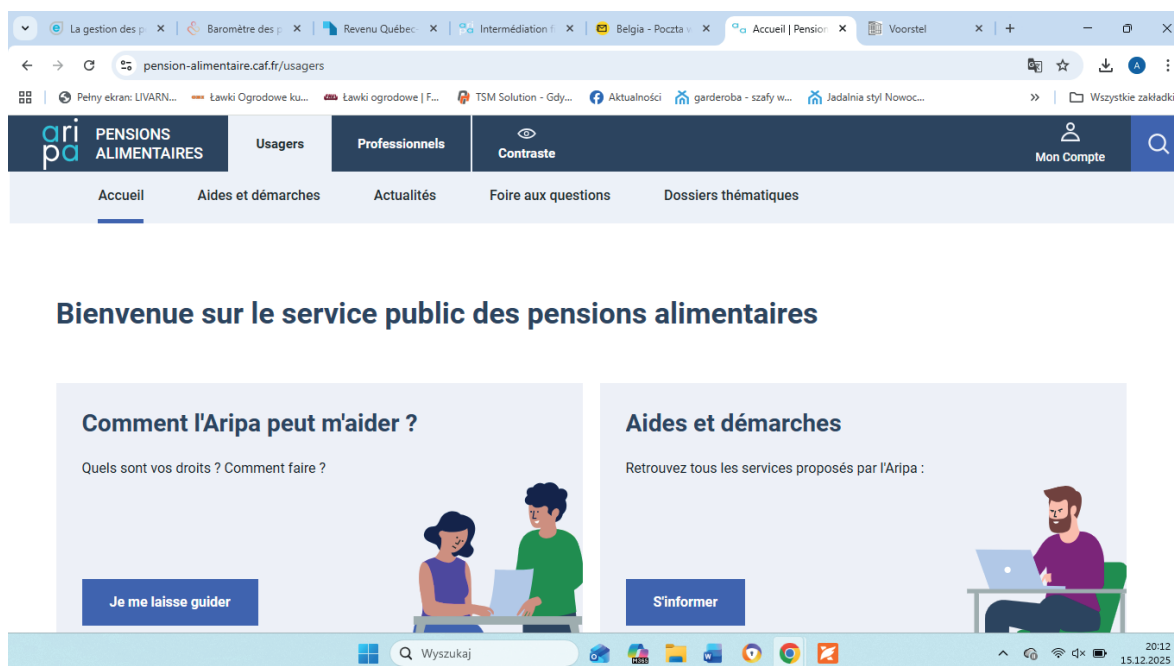 La gestion des p
Baromètre des p
Revenu Québec-
Intermédiation f
Belgia - Poczta v
Accueil | Pension
Voorstel
pension-alimentaire.caf.fr/usagers
A
Pełny ekran: LIVARN...
Ławki Ogrodowe ku...
Ławki ogrodowe | F...
TSM Solution - Gdy...
Aktualności
garderoba - szafy w...
Jadalnia styl Nowoc...
Wszystkie zakładki
aripa
PENSIONS ALIMENTAIRES
Usagers
Professionnels
Contraste
Mon Compte
Accueil
Aides et démarches
Actualités
Foire aux questions
Dossiers thématiques
Bienvenue sur le service public des pensions alimentaires
Comment l'Aripa peut m'aider ?
Quels sont vos droits ? Comment faire ?
Je me laisse guider
Aides et démarches
Retrouvez tous les services proposés par l'Aripa :
S'informer
Wyszukaj
20:12
15.12.2025